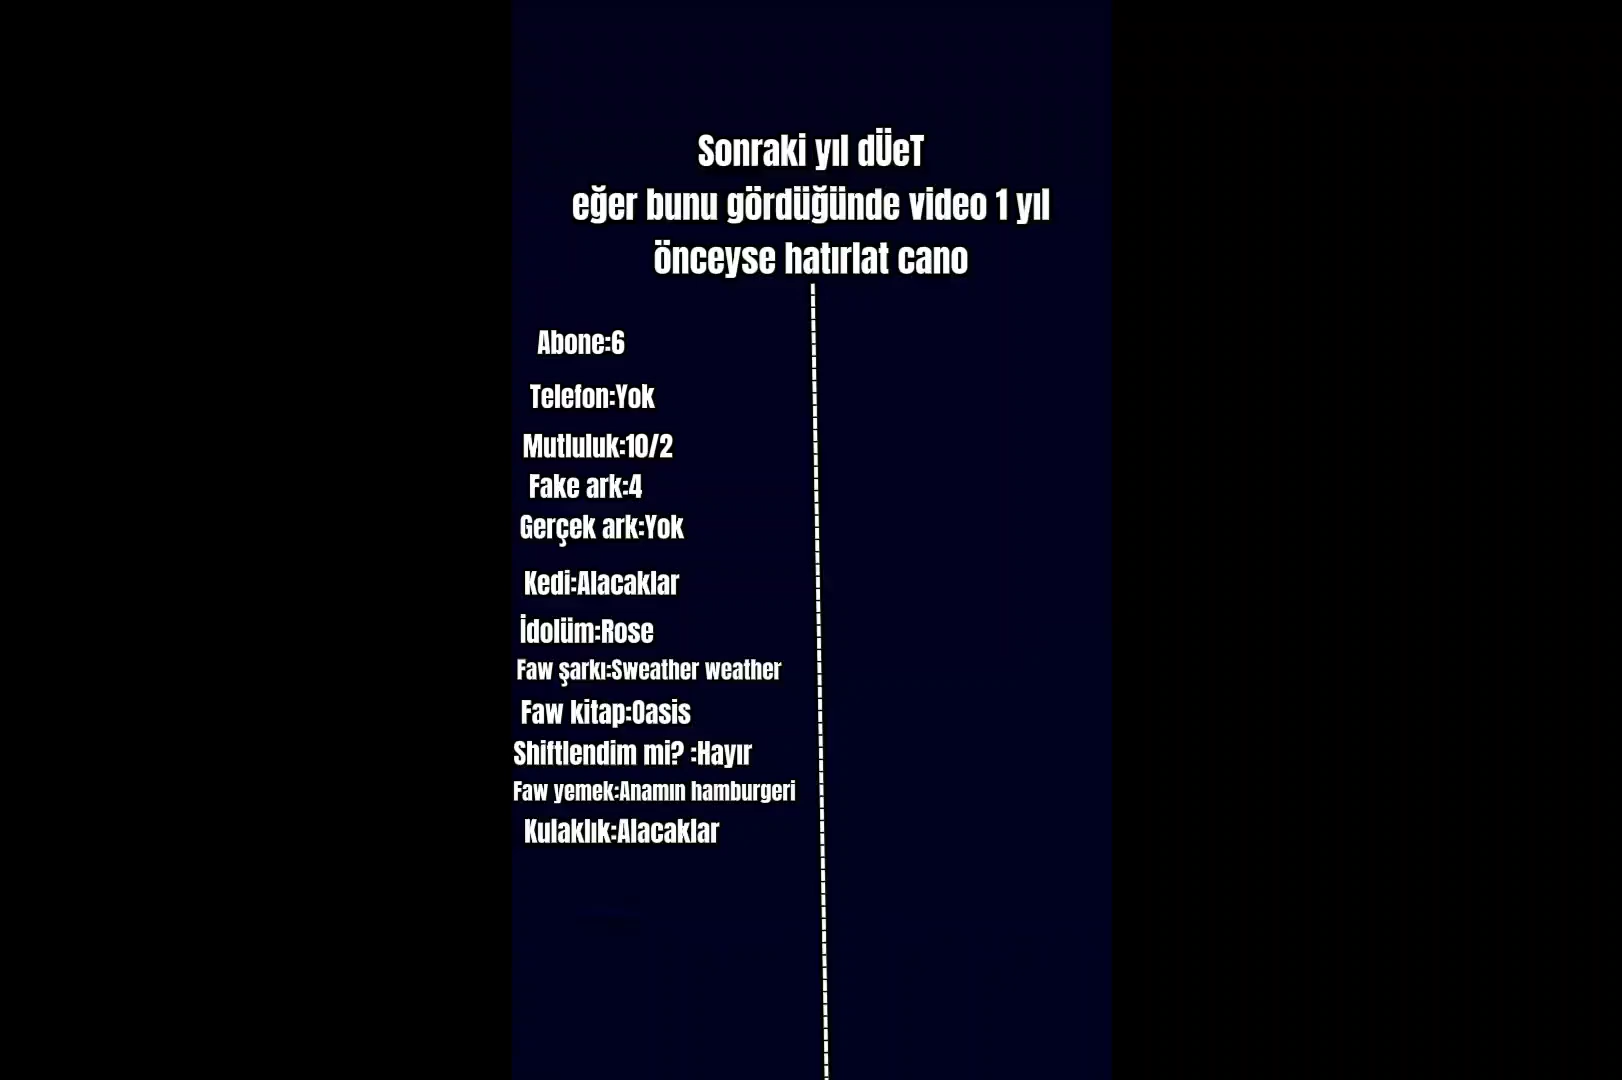 Sonraki yıl dÜeT
eğer bunu gördüğünde video 1 yıl
önceyse hatırlat cano
Abone:6
Telefon:Yok
Mutluluk:10/2
Fake ark:4
Gerçek ark:Yok
Kedi:Alacaklar
İdolüm:Rose
Faw şarkı:Sweather weather
Faw kitap:Oasis
Shiftlendim mi? :Hayır
Faw yemek:Anamın hamburgeri
Kulaklık:Alacaklar